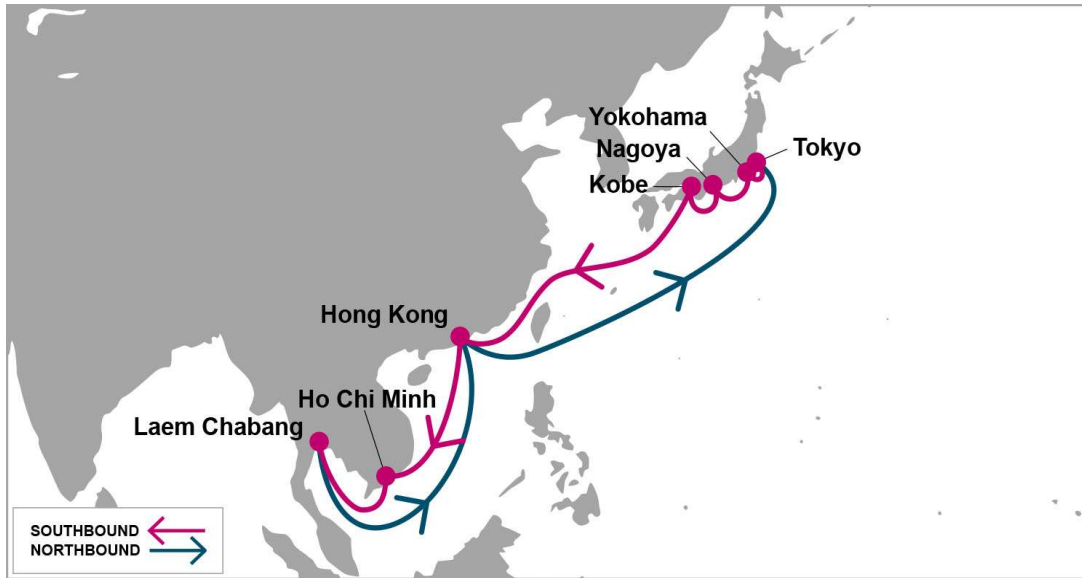 Yokohama
Nagoya
Tokyo
Kobe
Hong Kong
Ho Chi Minh
Laem Chabang
SOUTHBOUND
NORTHBOUND